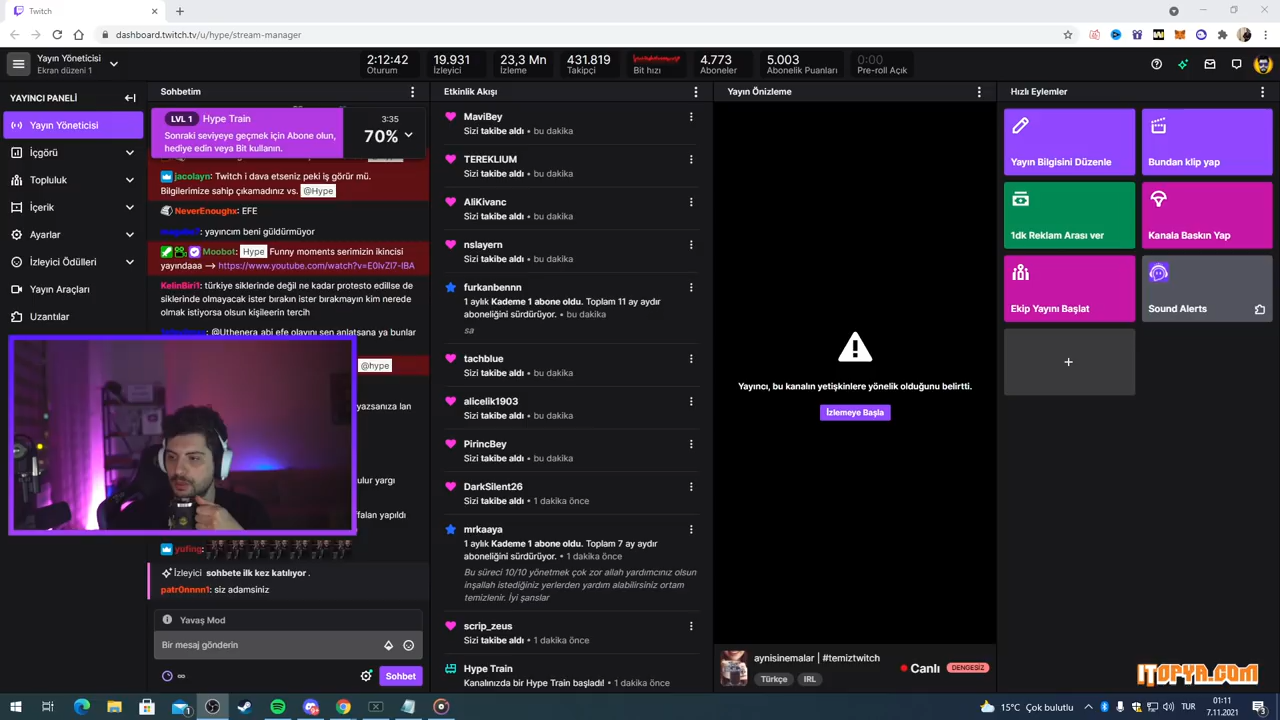 Twitch
dashboard.twitch.tv/u/hype/stream-manager
Yayın Yöneticisi
Ekran düzeni 1
2:12:42
Oturum
19.931
İzleyici
23,3 Mn
İzleme
431.819
Takipçi
Bit hızı
4.773
Aboneler
5.003
Abonelik Puanları
0:00
Pre-roll Açık
YAYINCI PANELİ
Yayın Yöneticisi
İçgörü
Topluluk
İçerik
Ayarlar
İzleyici Ödülleri
Yayın Araçları
Uzantılar
Sohbetim
LVL 1 Hype Train
Sonraki seviyeye geçmek için Abone olun,
hediye edin veya Bit kullanın.
3:35
70%
jacolayn: Twitch i dava etseniz peki iş görür mü.
Bilgilerimize sahip çıkamadınız vs. @Hype
NeverEnoughx: EFE
yayıncım beni güldürmüyor
Moobot: Hype Funny moments serimizin ikincisi
yayındaaa --> https://www.youtube.com/watch?v=E0lvZI7-IBA
KelinBiri1: türkiye siklerinde değil ne kadar protesto edillse de
siklerinde olmayacak ister bırakın ister bırakmayın kim nerede
olmak istiyorsa olsun kişilerin tercih
@Uthenera abi efe olayını sen anlatsana ya bunlar
@hype
yazsanıza lan
ulur yargı
falan yapıldı
yufing:
İzleyici sohbete ilk kez katılıyor .
patr0nnnn1: siz adamsiniz
Yavaş Mod
Bir mesaj gönderin
∞
Sohbet
Etkinlik Akışı
MaviBey
Sizi takibe aldı • bu dakika
TEREKLIUM
Sizi takibe aldı • bu dakika
AliKivanc
Sizi takibe aldı • bu dakika
nslayern
Sizi takibe aldı • bu dakika
furkanbennn
1 aylık Kademe 1 abone oldu. Toplam 11 ay aydır
aboneliğini sürdürüyor. • bu dakika
sa
tachblue
Sizi takibe aldı • bu dakika
alicelik1903
Sizi takibe aldı • bu dakika
PirincBey
Sizi takibe aldı • bu dakika
DarkSilent26
Sizi takibe aldı • 1 dakika önce
mrkaaya
1 aylık Kademe 1 abone oldu. Toplam 7 ay aydır
aboneliğini sürdürüyor. • 1 dakika önce
Bu süreci 10/10 yönetmek çok zor allah yardımcınız olsun
inşallah istediğiniz yerlerden yardım alabilirsiniz ortam
temizlenir. İyi şanslar
scrip_zeus
Sizi takibe aldı • 1 dakika önce
Hype Train
Kanalınızda bir Hype Train başladı! • 1 dakika önce
Yayın Önizleme
Yayıncı, bu kanalın yetişkinlere yönelik olduğunu belirtti.
İzlemeye Başla
aynisinemalar | #temiztwitch
Türkçe
IRL
Canlı
DENGESİZ
Hızlı Eylemler
Yayın Bilgisini Düzenle
Bundan klip yap
1dk Reklam Arası ver
Kanala Baskın Yap
Ekip Yayını Başlat
Sound Alerts
+
ITOPYA.COM
15°C Çok bulutlu
TUR
01:11
7.11.2021